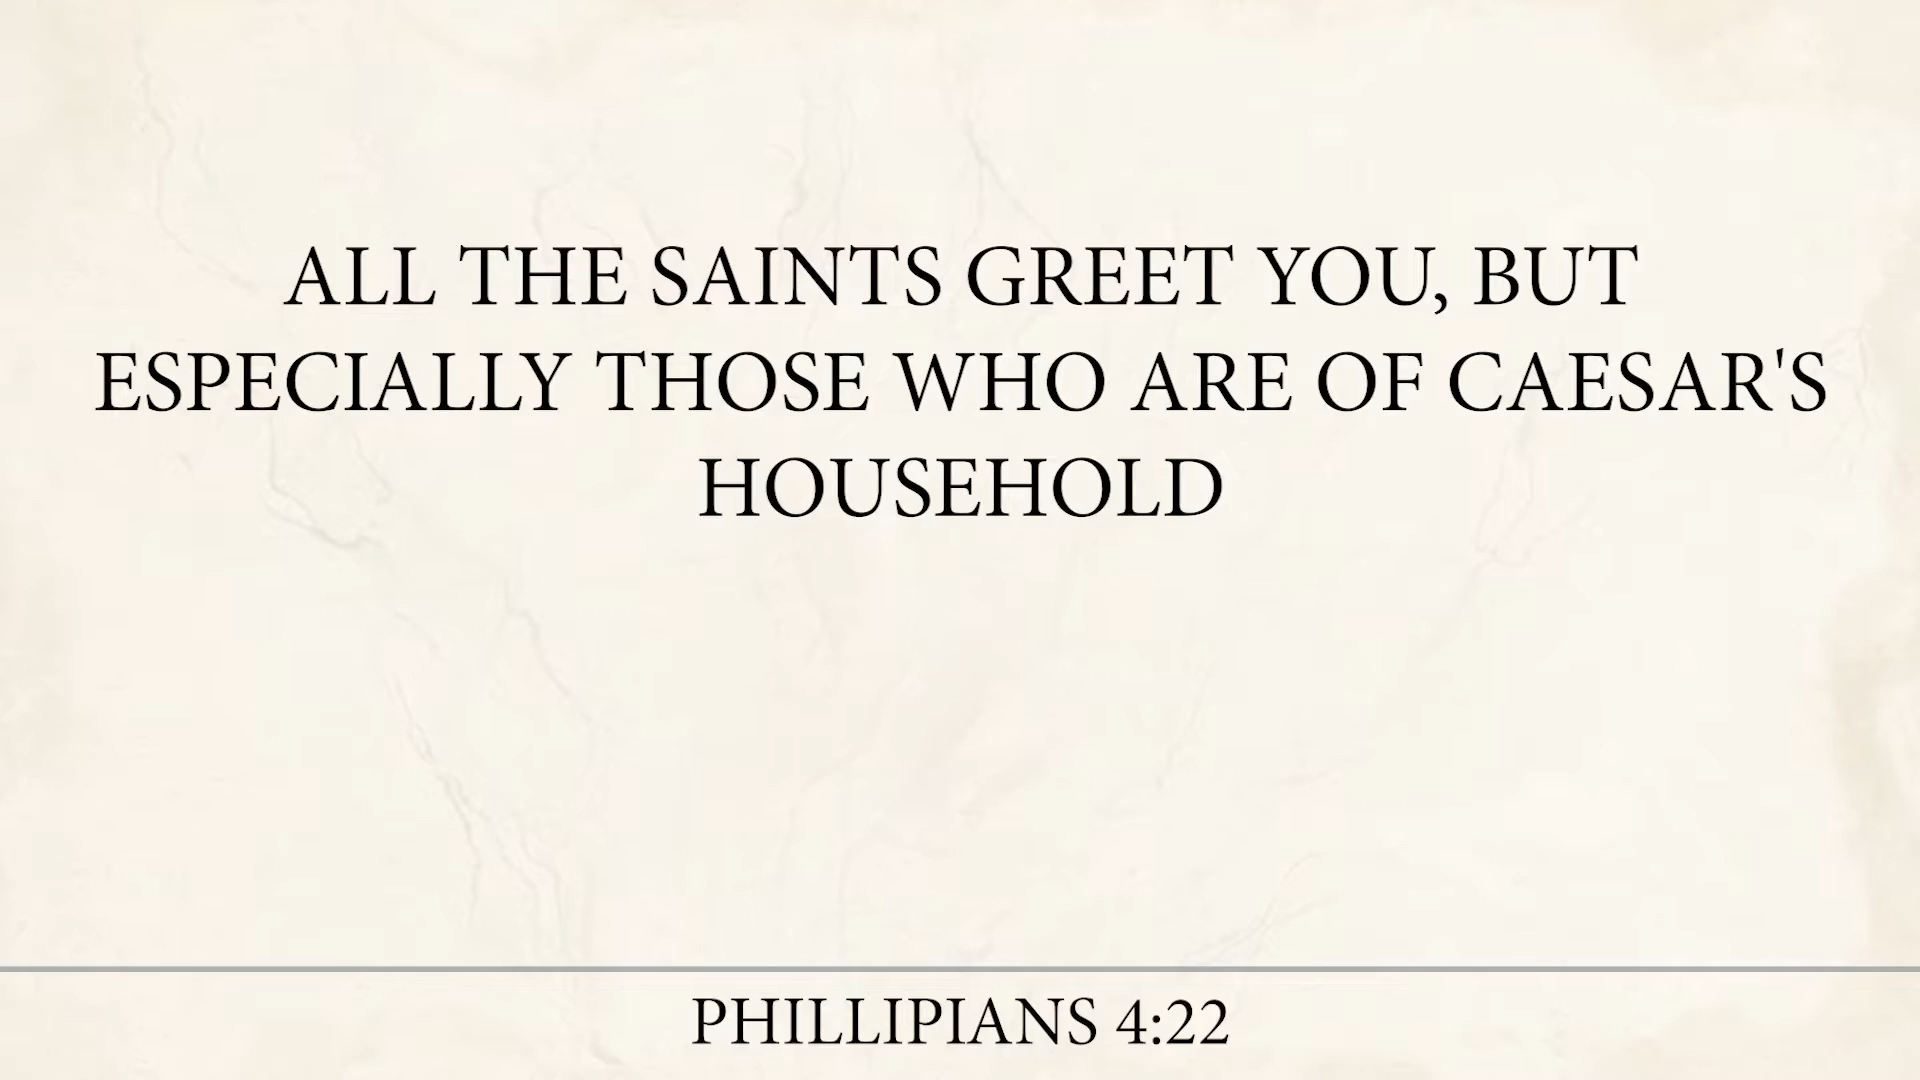 ALL THE SAINTS GREET YOU, BUT
ESPECIALLY THOSE WHO ARE OF CAESAR'S
HOUSEHOLD
PHILLIPIANS 4:22